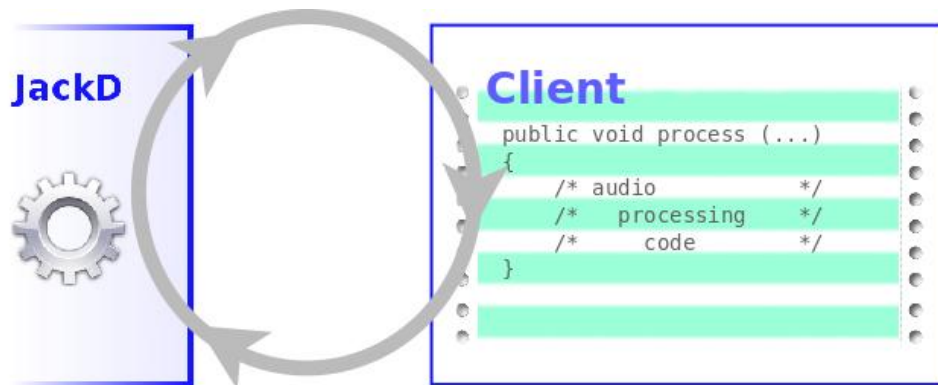 JackD
Client
public void process (...)
{
/* audio */
/* processing */
/* code */
}